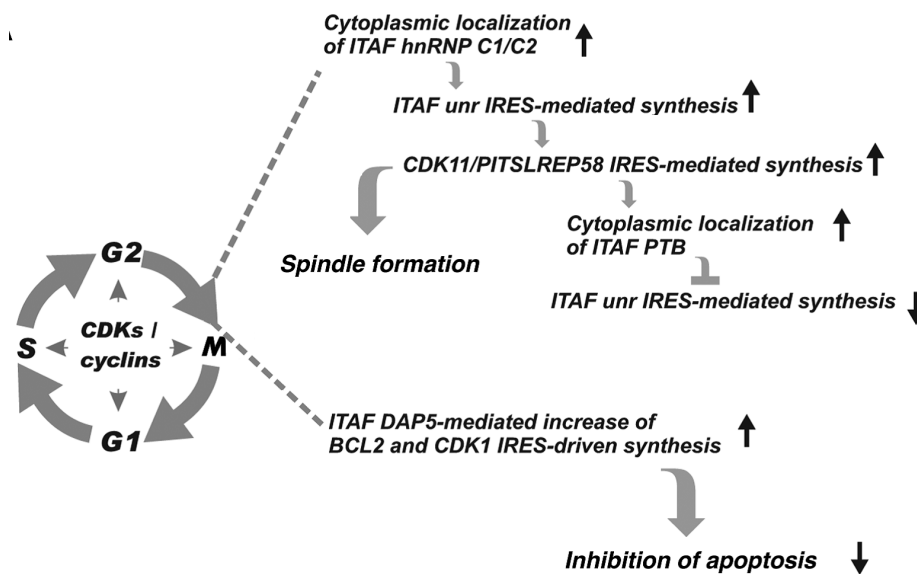 Cytoplasmic localization
of ITAF hnRNP C1/C2
ITAF unr IRES-mediated synthesis
CDK11/PITSLREP58 IRES-mediated synthesis
Cytoplasmic localization
of ITAF PTB
Spindle formation
ITAF unr IRES-mediated synthesis
G2
CDKs /
cyclins
S
M
G1
ITAF DAP5-mediated increase of
BCL2 and CDK1 IRES-driven synthesis
Inhibition of apoptosis